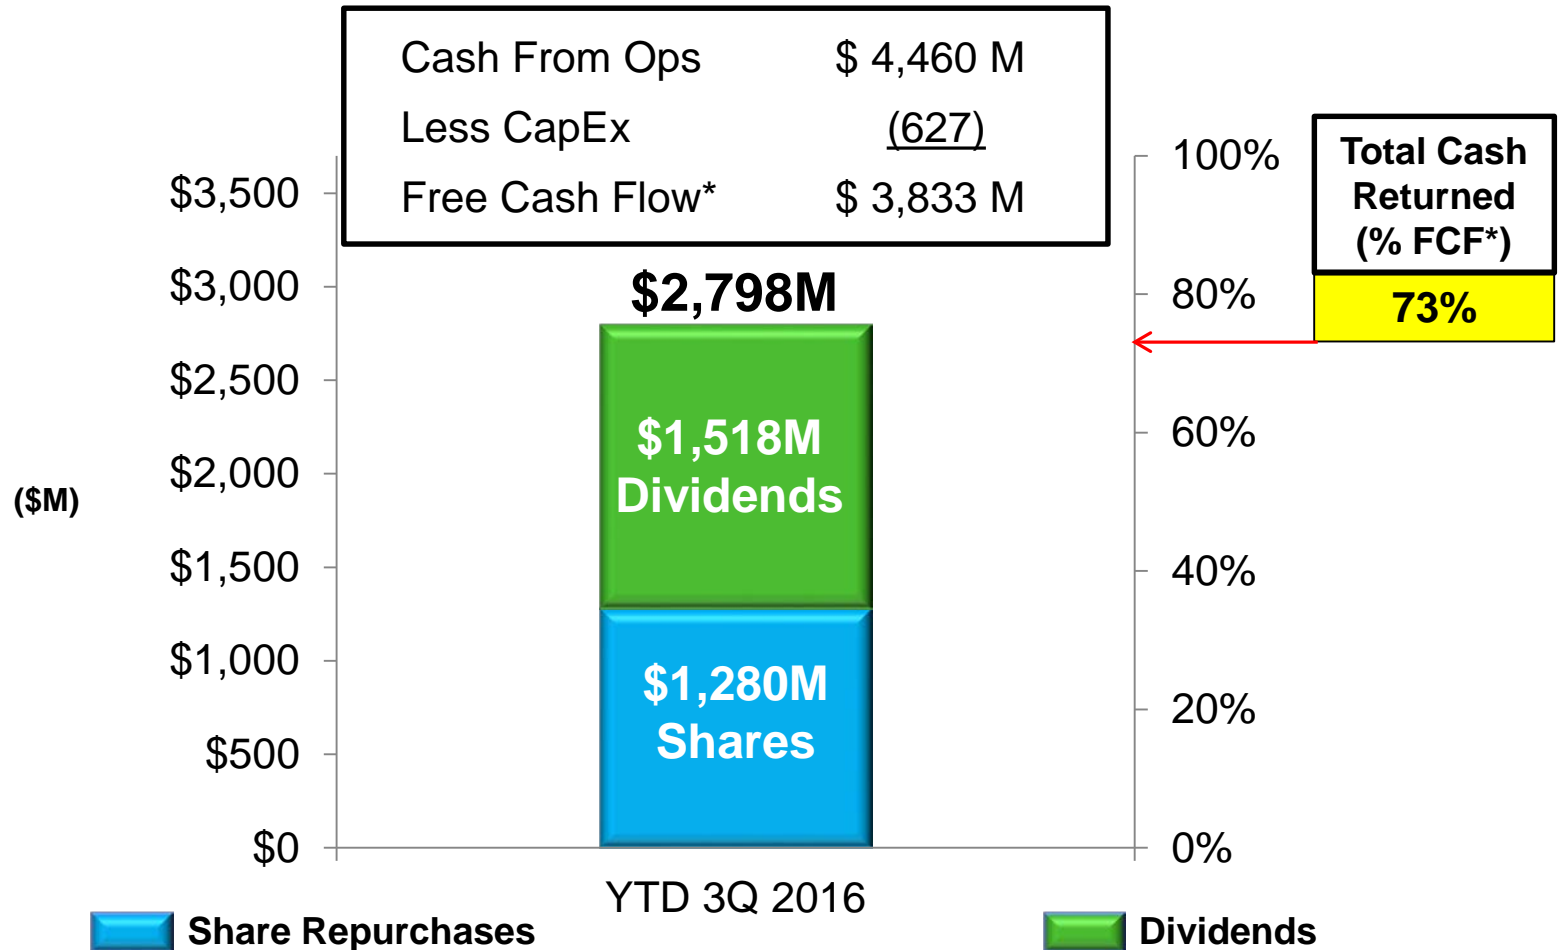 Cash From Ops $ 4,460 M
Less CapEx (627)
Free Cash Flow* $ 3,833 M
Total Cash
Returned
(% FCF*)
73%
$3,500
$3,000
$2,500
$2,000
$1,500
$1,000
$500
$0
($M)
$2,798M
$1,518M
Dividends
$1,280M
Shares
100%
80%
60%
40%
20%
0%
YTD 3Q 2016
Share Repurchases
Dividends